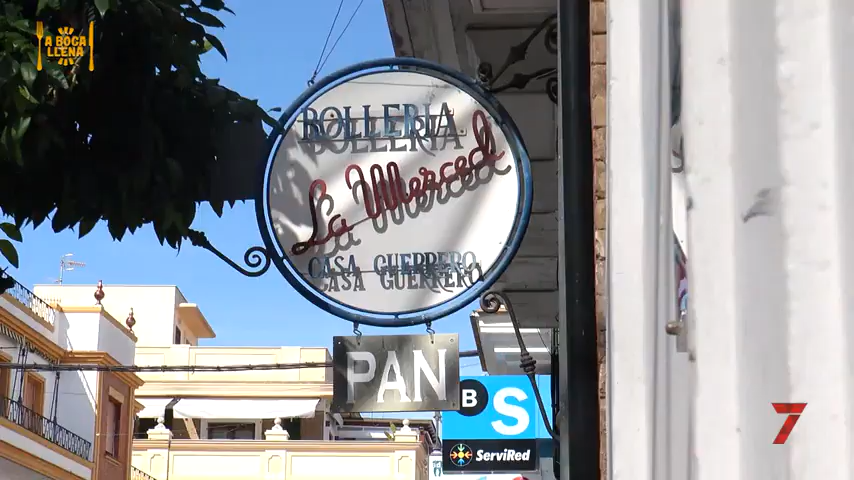 A BOCA
LLENA
BOLLERIA
La Merced
CASA GUERRERO
PAN
B
S
ServiRed
7